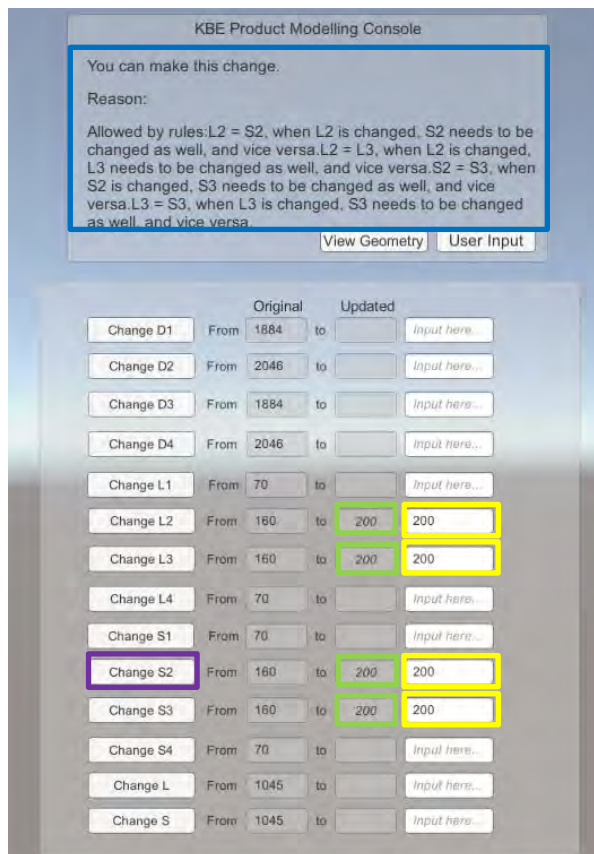 KBE Product Modelling Console
You can make this change.
Reason:
Allowed by rules:L2 = S2, when L2 is changed, S2 needs to be
changed as well, and vice versa.L2 = L3, when L2 is changed,
L3 needs to be changed as well, and vice versa.S2 = S3, when
S2 is changed, S3 needs to be changed as well, and vice
versa.L3 = S3, when L3 is changed, S3 needs to be changed
as well, and vice versa.
View Geometry User Input
Original Updated
Change D1 From 1884 to Input here...
Change D2 From 2046 to Input here...
Change D3 From 1884 to Input here...
Change D4 From 2046 to Input here...
Change L1 From 70 to Input here...
Change L2 From 160 to 200 200
Change L3 From 160 to 200 200
Change L4 From 70 to Input here...
Change S1 From 70 to Input here...
Change S2 From 160 to 200 200
Change S3 From 160 to 200 200
Change S4 From 70 to Input here...
Change L From 1045 to Input here...
Change S From 1045 to Input here...